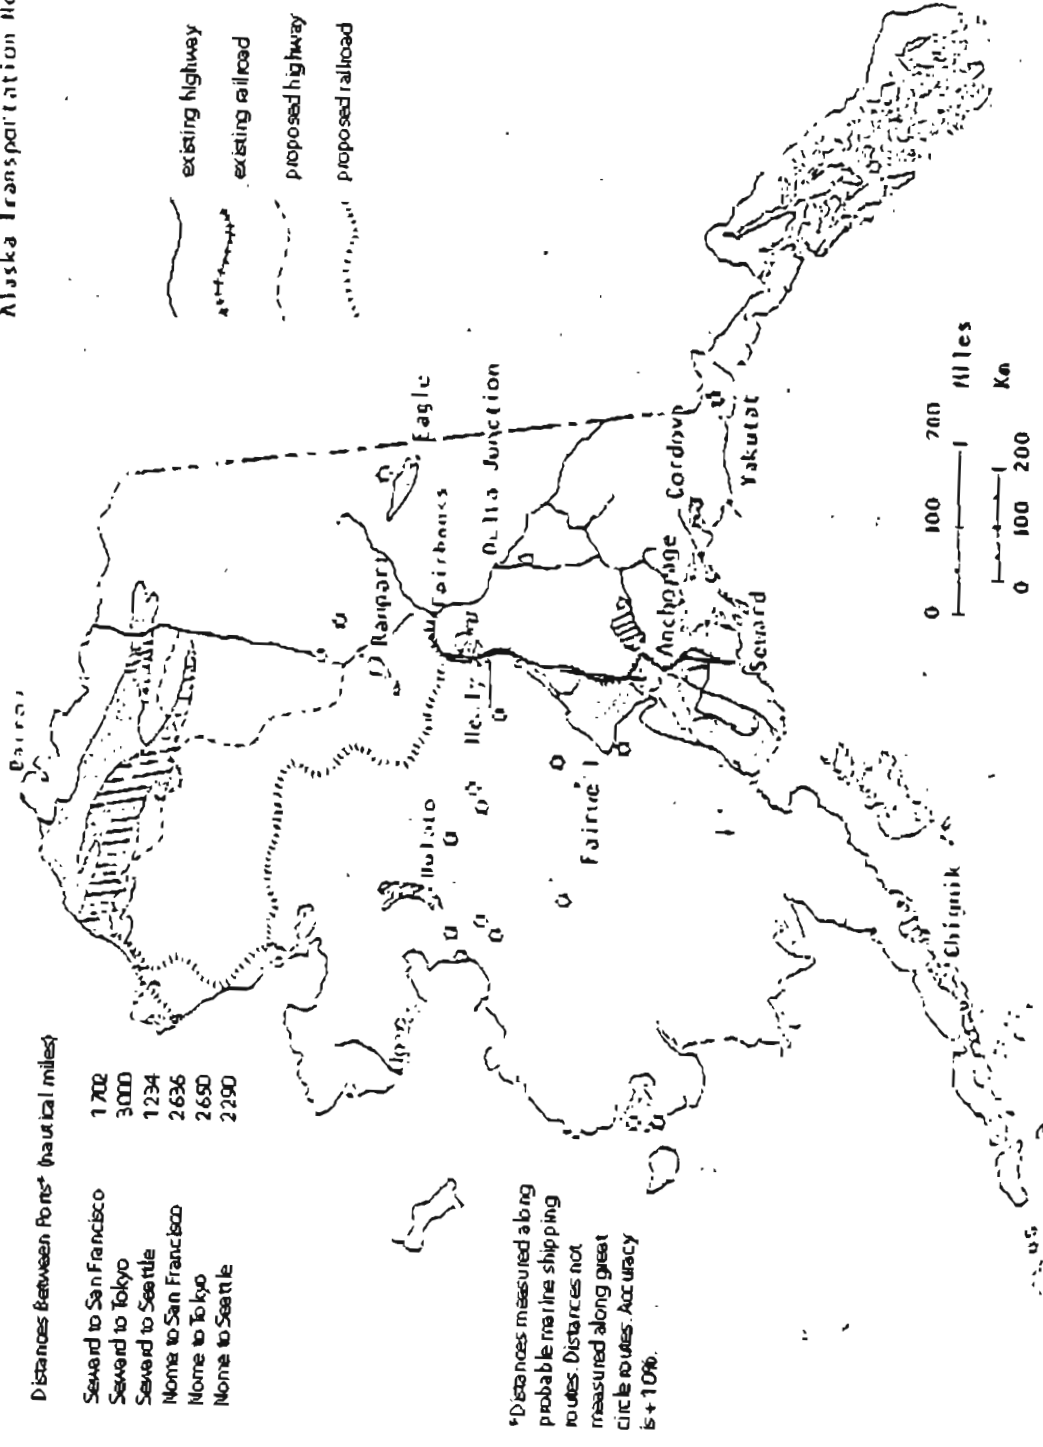 Alaska Transportation
existing highway
existing railroad
proposed highway
proposed railroad
Distances Between Ports* (nautical miles)
Seward to San Francisco 1702
Seward to Tokyo 3000
Seward to Seattle 1234
Nome to San Francisco 2636
Nome to Tokyo 2650
Nome to Seattle 2290
*Distances measured along
probable marine shipping
routes. Distances not
measured along great
circle routes. Accuracy
is + 10%.
Eagle
Rampart
Fairbanks
Delta Junction
Nulato
Anchorage
Cordova
Yakutat
Seward
Chignik
0 100 200
Miles
Km
0 100 200